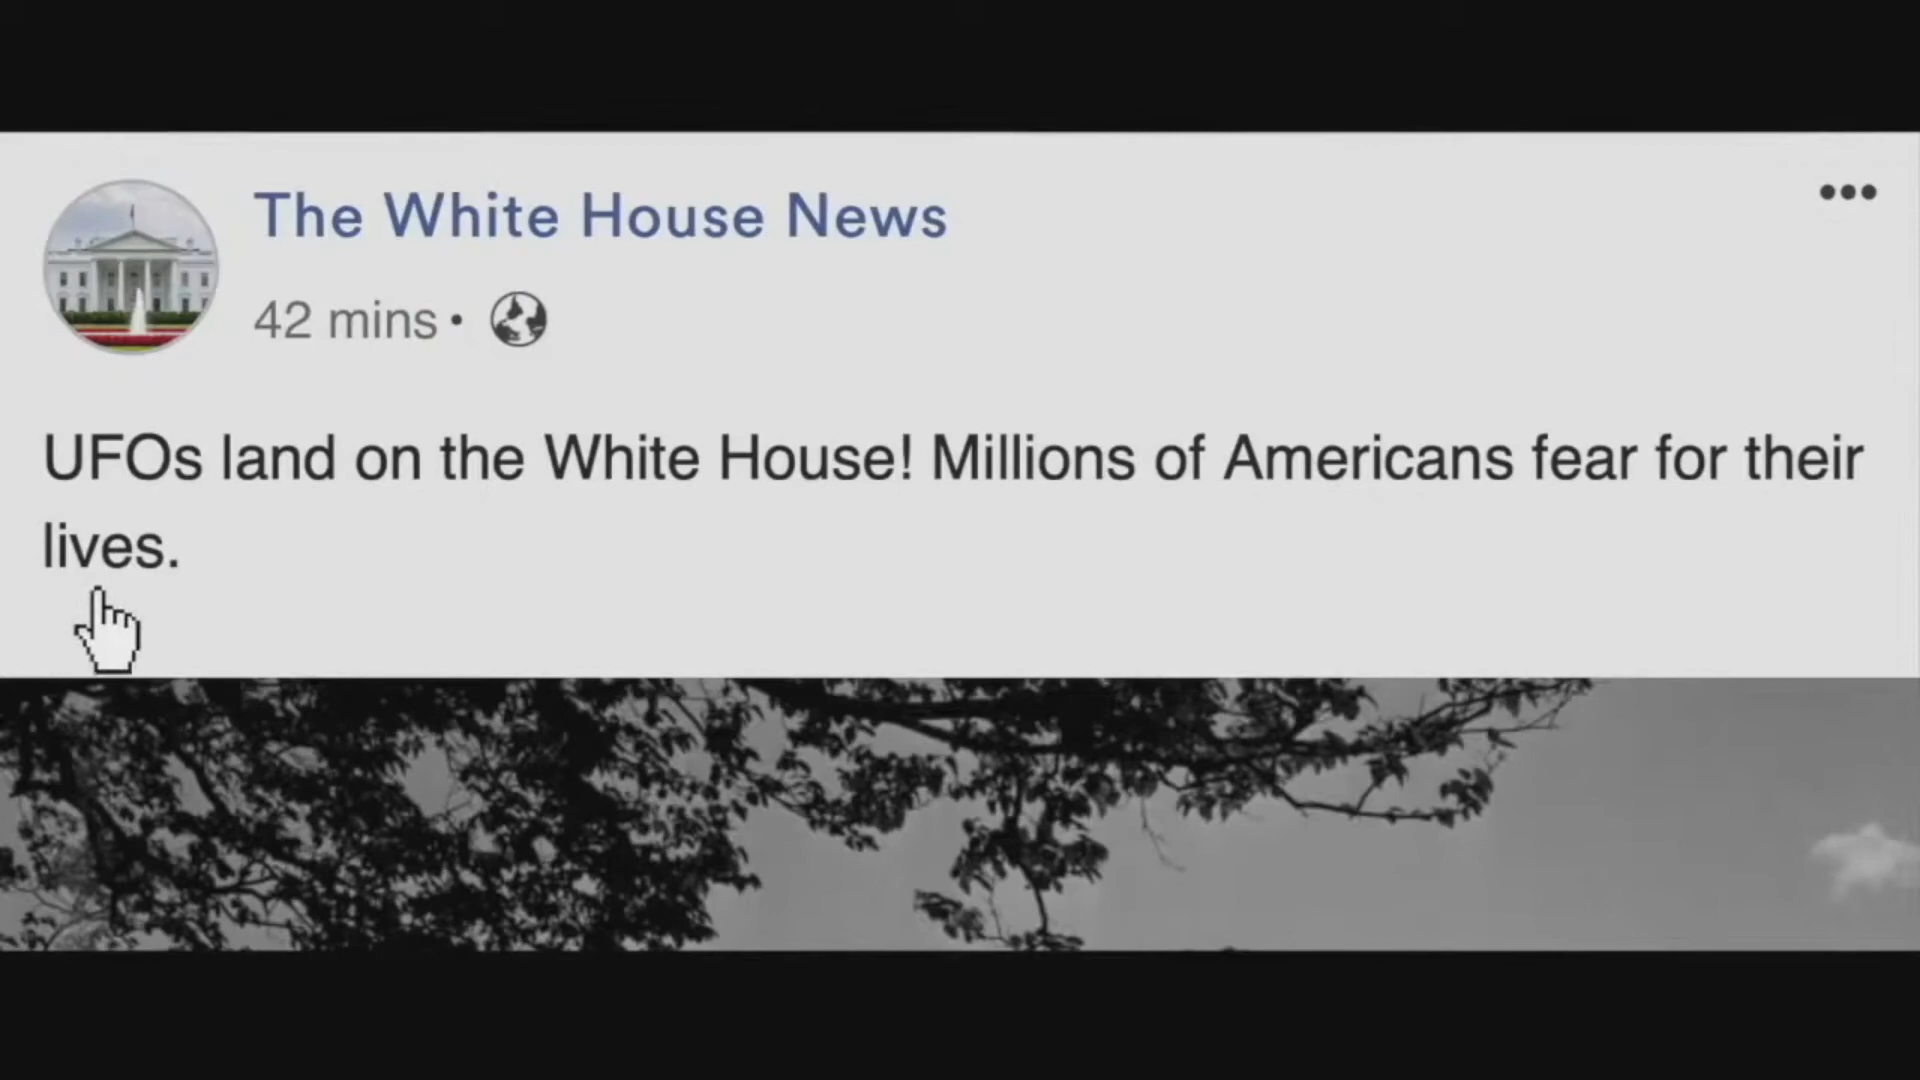 The White House News
42 mins •
UFOs land on the White House! Millions of Americans fear for their
lives.